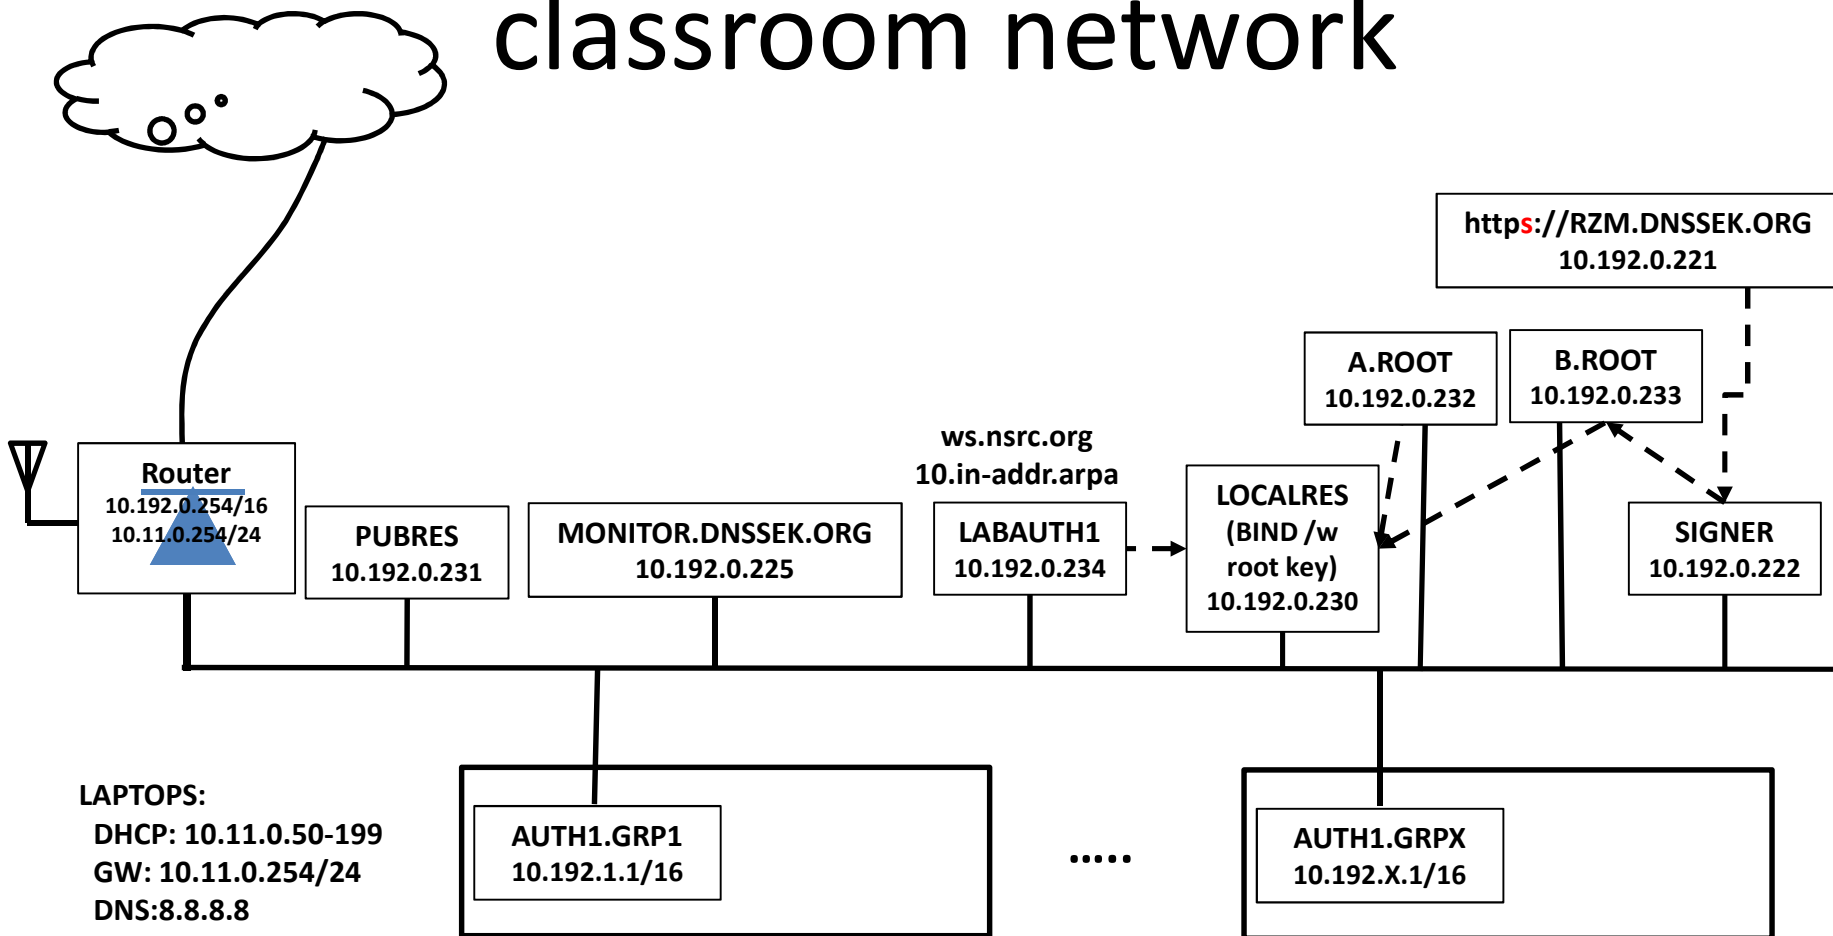 classroom network
https://RZM.DNSSEK.ORG
10.192.0.221
A.ROOT
10.192.0.232
B.ROOT
10.192.0.233
ws.nsrc.org
10.in-addr.arpa
Router
10.192.0.254/16
10.11.0.254/24
PUBRES
10.192.0.231
MONITOR.DNSSEK.ORG
10.192.0.225
LABAUTH1
10.192.0.234
LOCALRES
(BIND /w
root key)
10.192.0.230
SIGNER
10.192.0.222
LAPTOPS:
DHCP: 10.11.0.50-199
GW: 10.11.0.254/24
DNS:8.8.8.8
AUTH1.GRP1
10.192.1.1/16
.....
AUTH1.GRPX
10.192.X.1/16